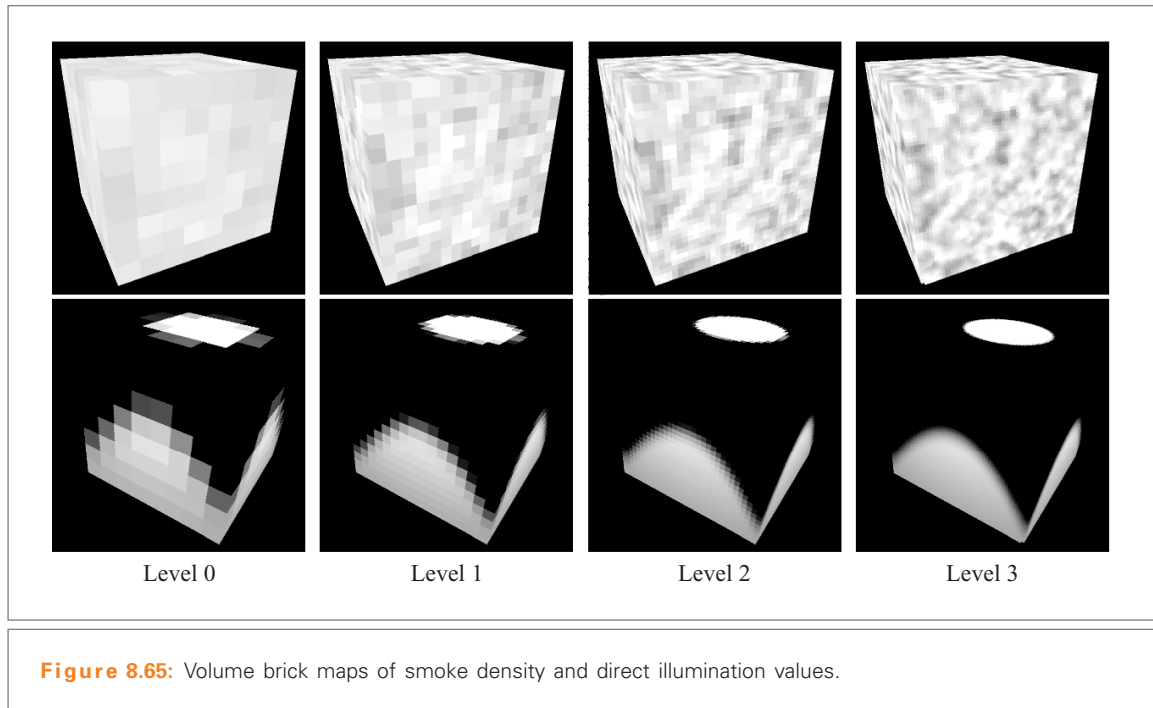 Level 0 Level 1 Level 2 Level 3
Figure 8.65: Volume brick maps of smoke density and direct illumination values.